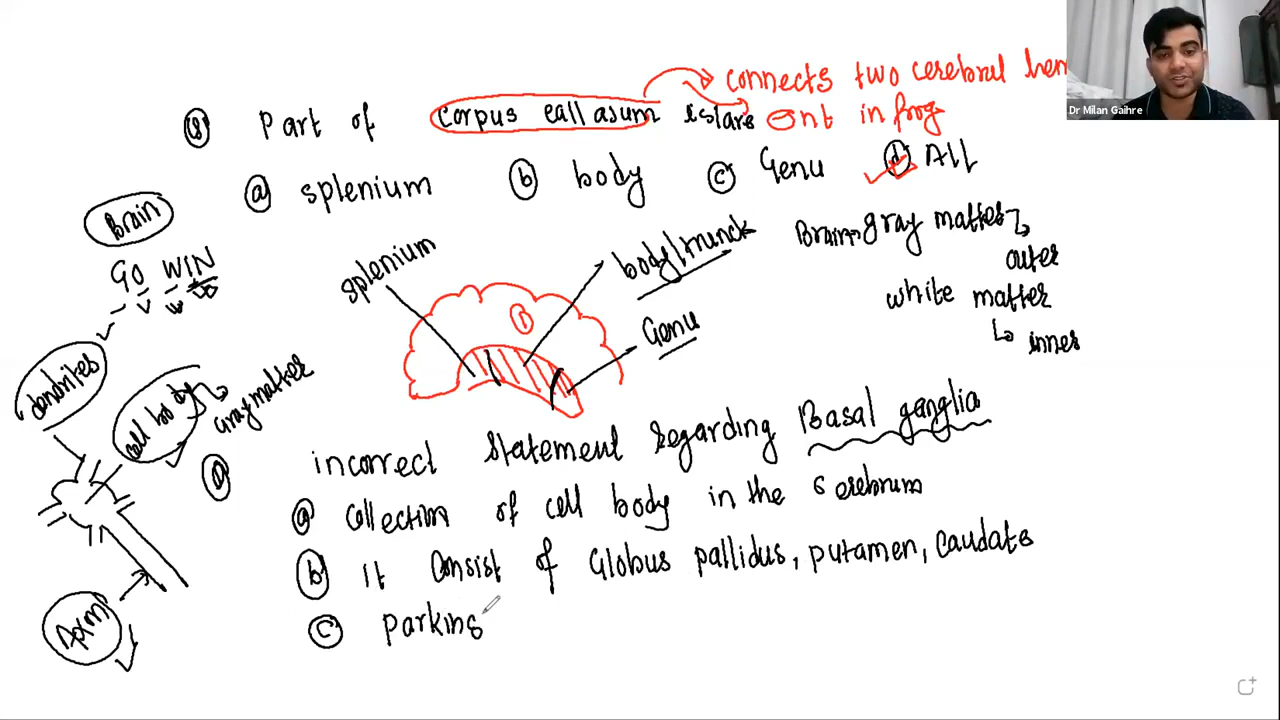 connects two cerebral hem
Dr Milan Gaihre
Q Part of corpus callasum is/are ⊖nt in frog
a splenium b body c Genu d All
Brain
GO WIN
splenium
body/trunck
Genu
①
Brain→gray matter
outer
white matter
inner
dendrites
cell body
Gray matter
Axon
Q incorrect statement regarding Basal ganglia
a collection of cell body in the cerebrum
b It consist of Globus pallidus, putamen, caudate
c parkins